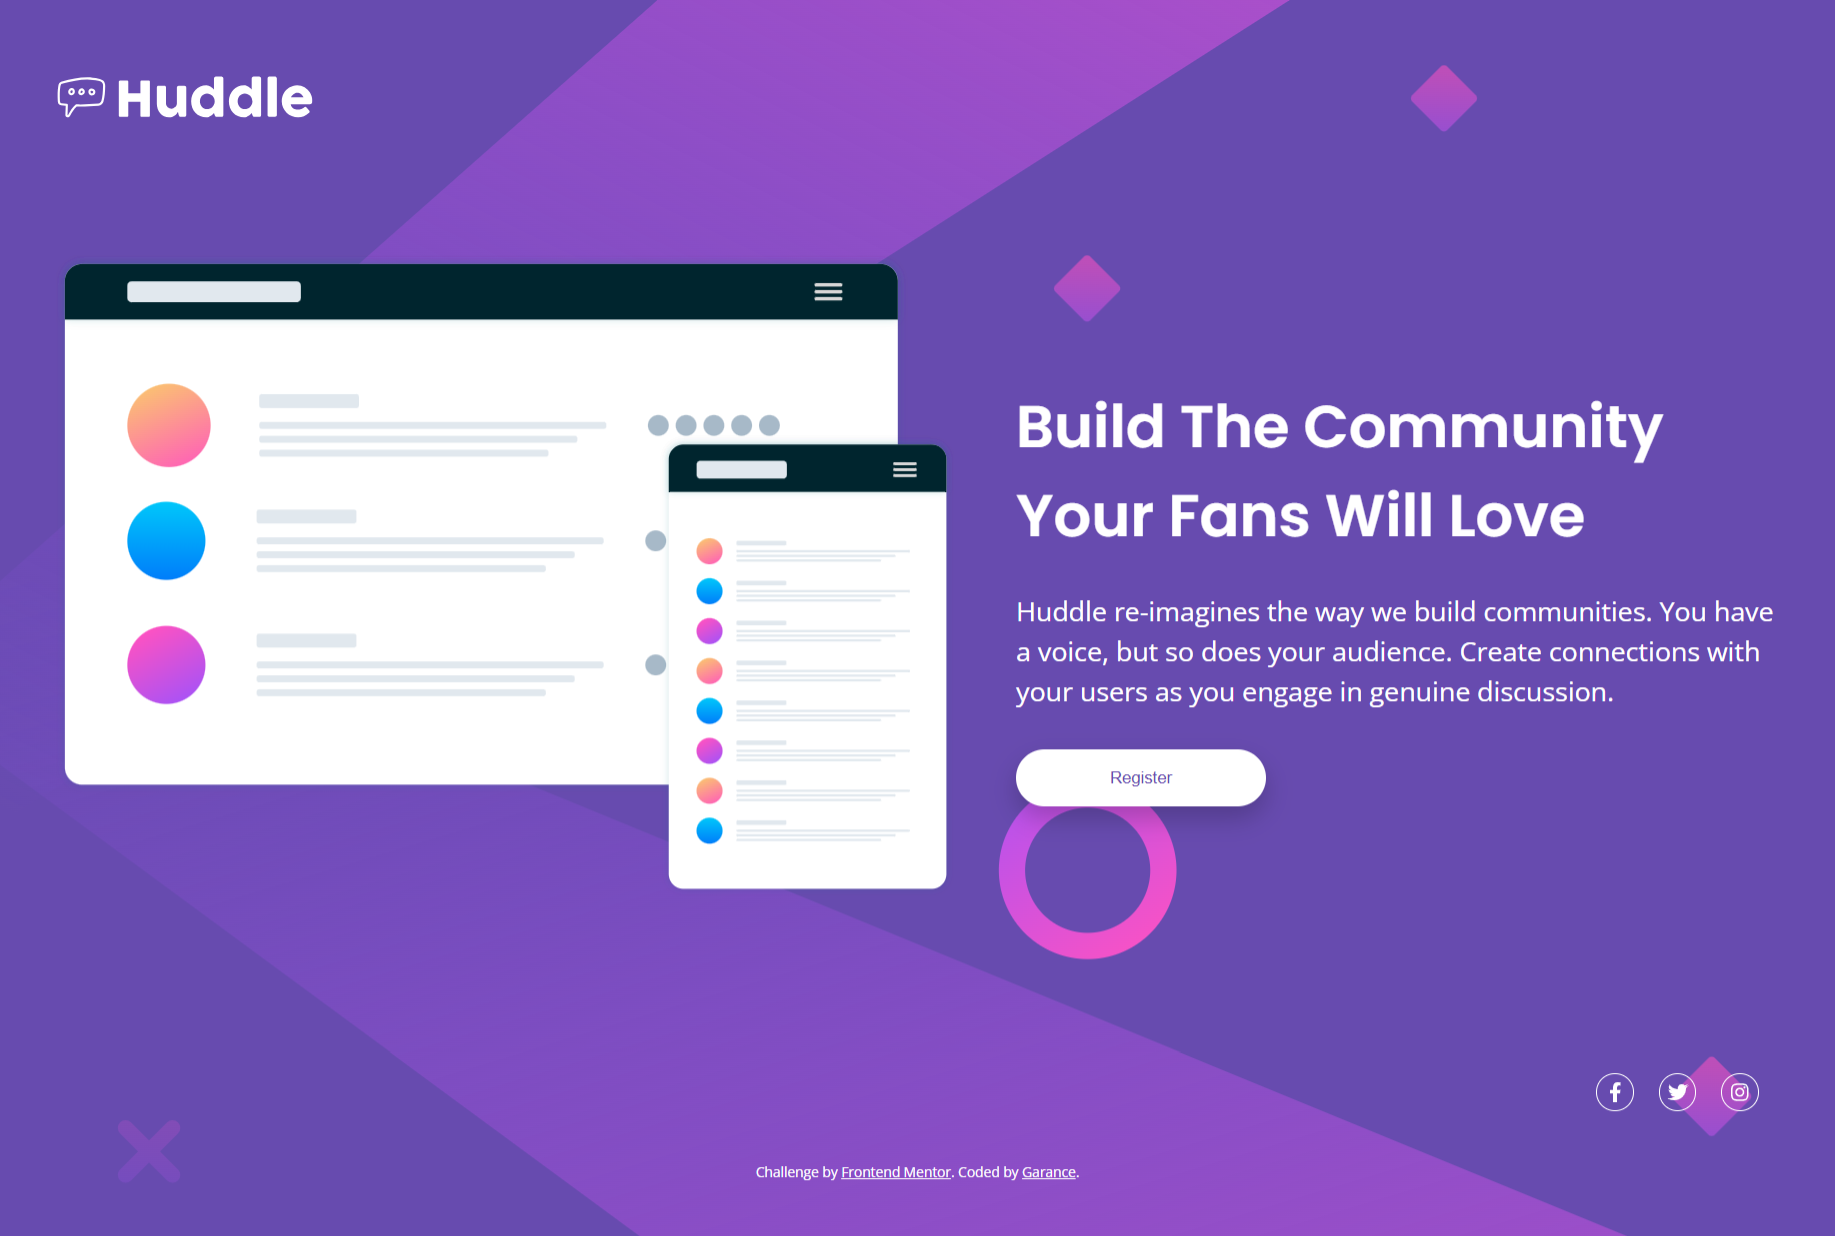 Huddle
Build The Community
Your Fans Will Love
Huddle re-imagines the way we build communities. You have
a voice, but so does your audience. Create connections with
your users as you engage in genuine discussion.
Register
Challenge by Frontend Mentor. Coded by Garance.